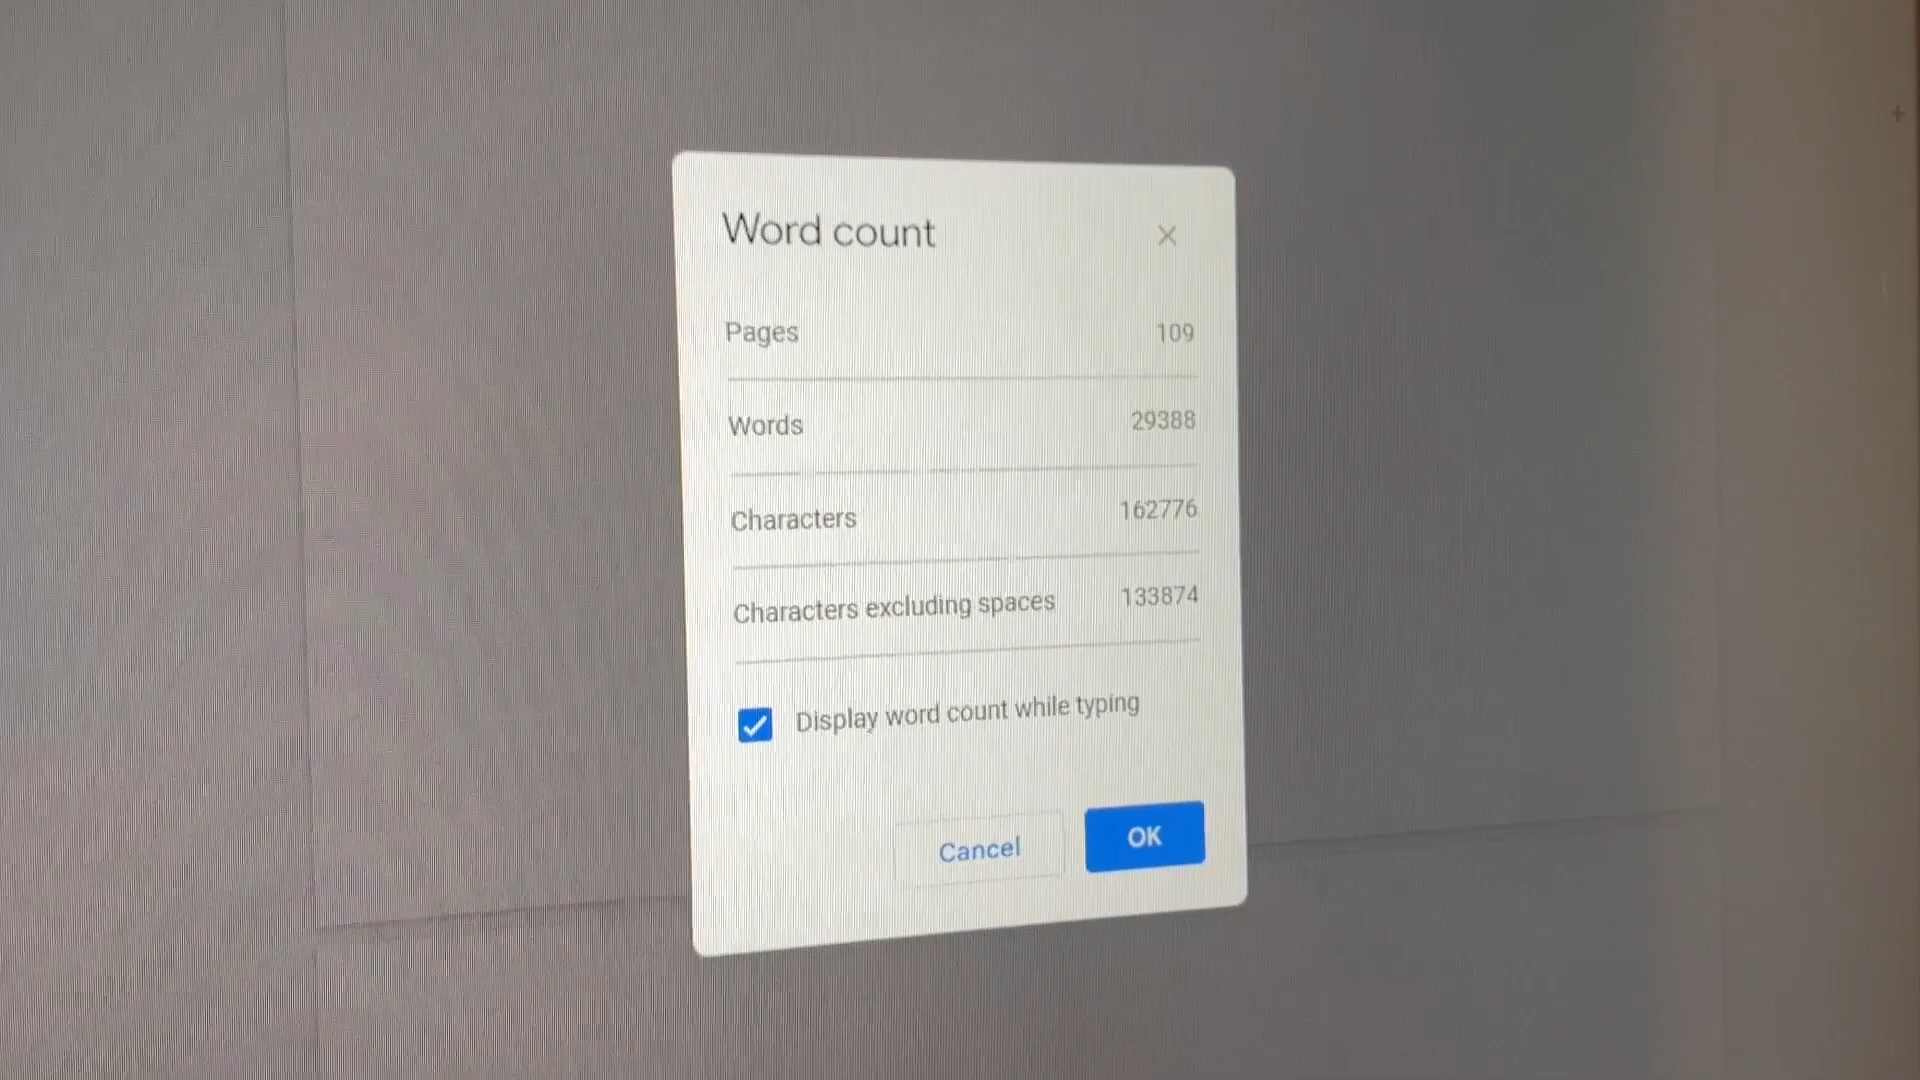 Word count
Pages 109
Words 29388
Characters 162776
Characters excluding spaces 133874
Display word count while typing
Cancel OK